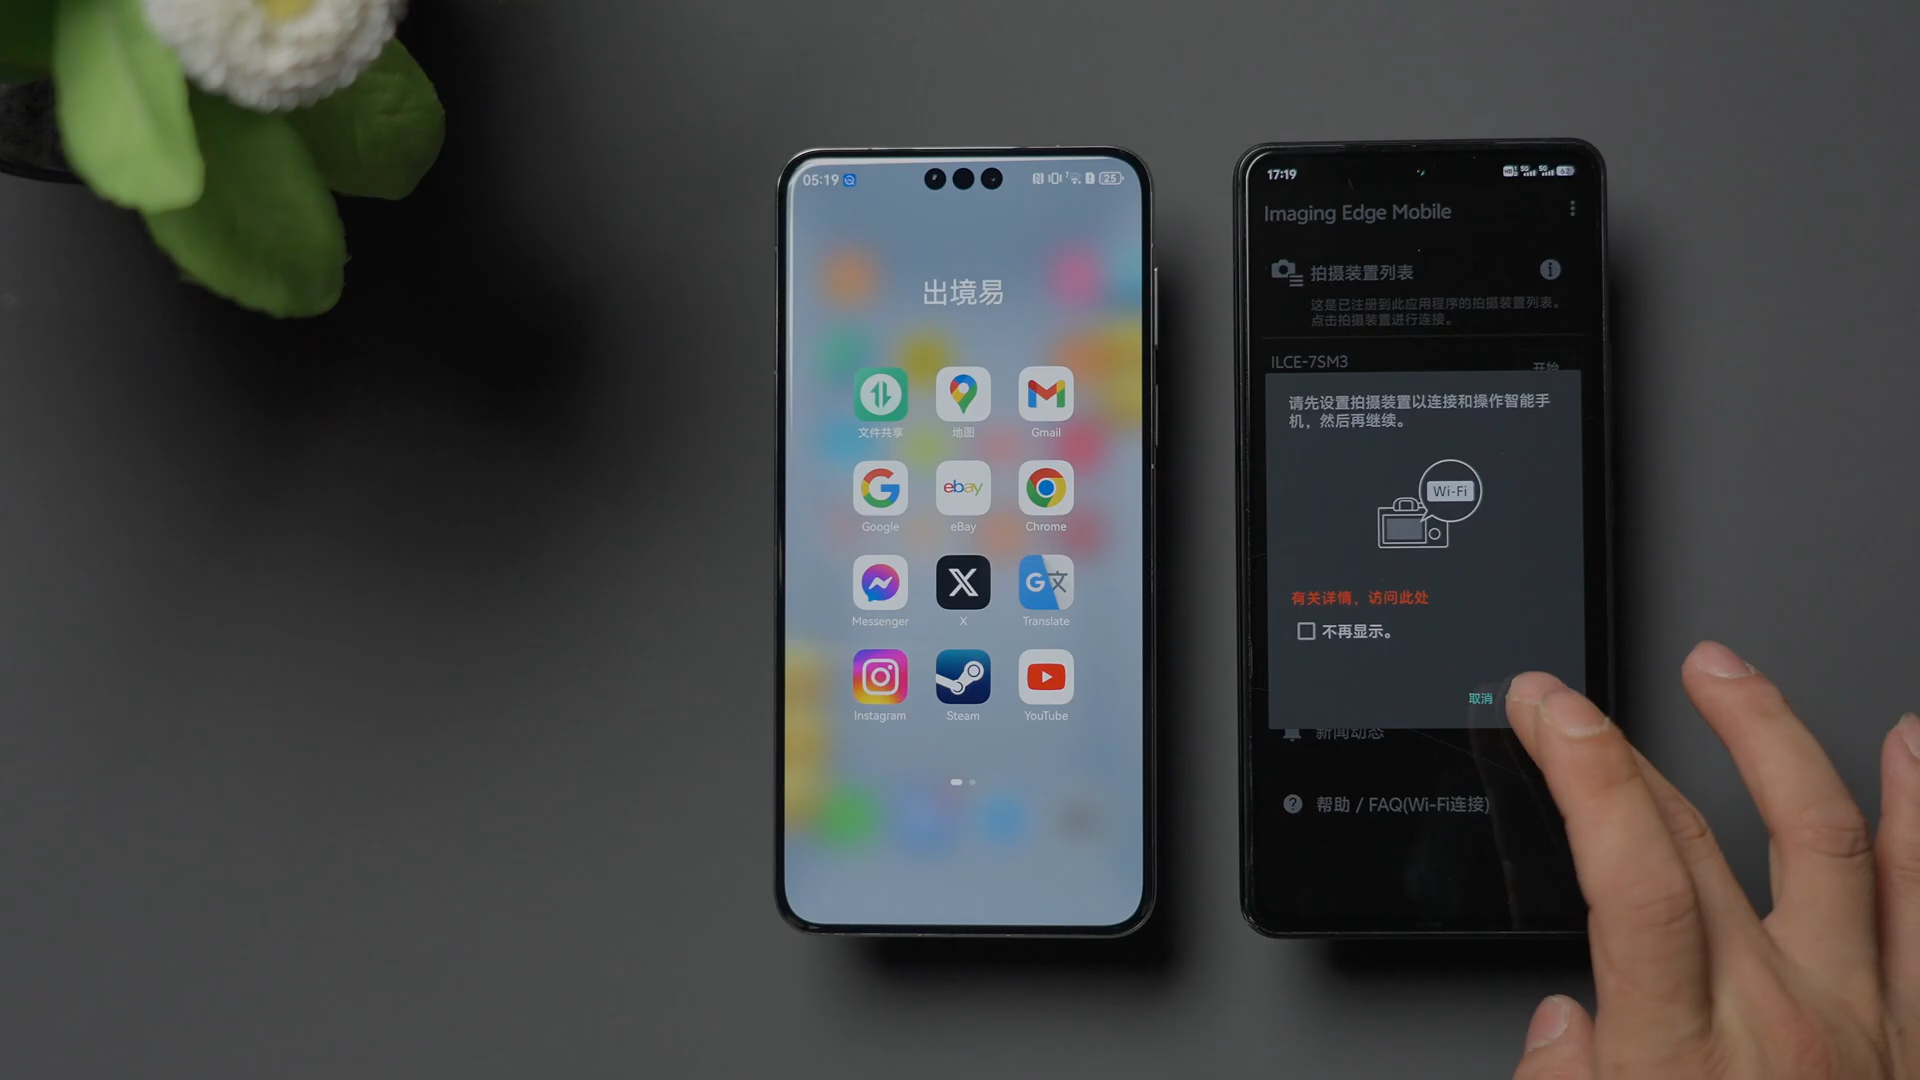 05:19
25
出境易
文件共享
地图
Gmail
Google
ebay
eBay
Chrome
Messenger
X
Translate
Instagram
Steam
YouTube
17:19
5G
5G
62
Imaging Edge Mobile
拍摄装置列表
这是已注册到此应用程序的拍摄装置列表。
点击拍摄装置进行连接。
ILCE-7SM3
开始
请先设置拍摄装置以连接和操作智能手
机，然后再继续。
Wi-Fi
有关详情，访问此处
不再显示。
取消
新闻动态
帮助 / FAQ(Wi-Fi连接)